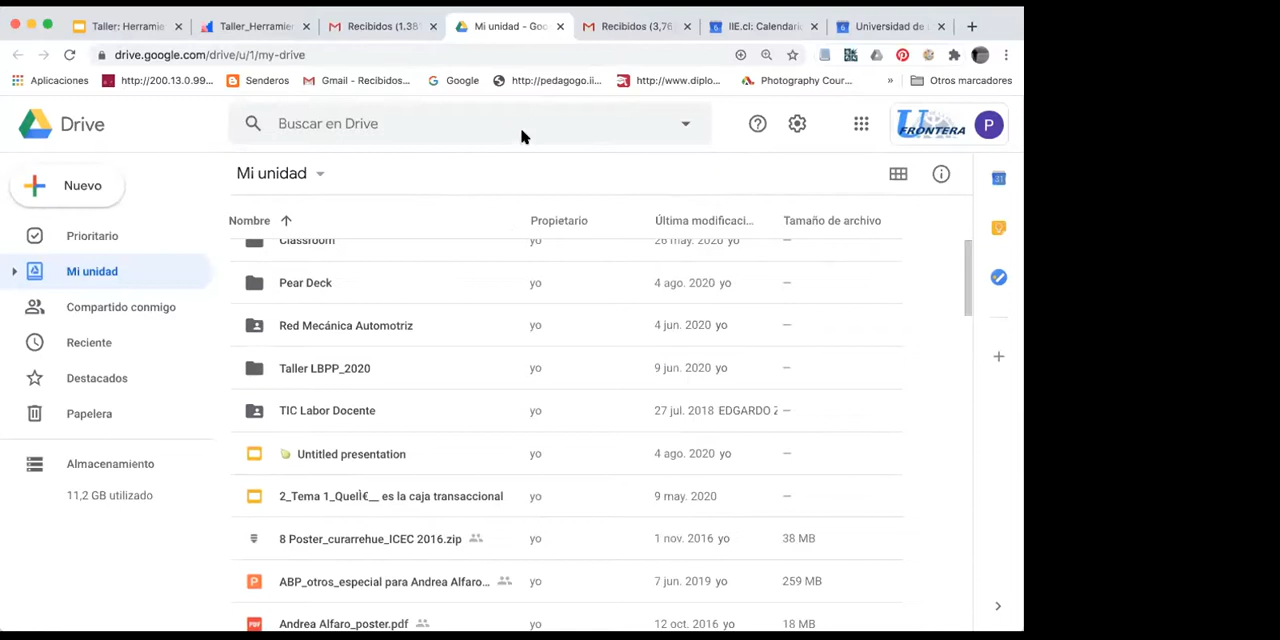 Taller: Herramie
Taller_Herramie
Recibidos (1.38
Mi unidad - Goo
Recibidos (3,76
IIE.cl: Calendari
Universidad de
drive.google.com/drive/u/1/my-drive
Aplicaciones
http://200.13.0.99...
Senderos
Gmail - Recibidos...
Google
http://pedagogo.ii...
http://www.diplo...
Photography Cour...
»
Otros marcadores
Drive
Buscar en Drive
U FRONTERA
P
Nuevo
Mi unidad
Nombre Propietario Última modificaci... Tamaño de archivo
Prioritario
Mi unidad
Compartido conmigo
Reciente
Destacados
Papelera
Almacenamiento
11,2 GB utilizado
Classroom yo 26 may. 2020 yo —
Pear Deck yo 4 ago. 2020 yo —
Red Mecánica Automotriz yo 4 jun. 2020 yo —
Taller LBPP_2020 yo 9 jun. 2020 yo —
TIC Labor Docente yo 27 jul. 2018 EDGARDO Z —
Untitled presentation yo 4 ago. 2020 yo —
2_Tema 1_QuelÌ€__ es la caja transaccional yo 9 may. 2020 —
8 Poster_curarrehue_ICEC 2016.zip yo 1 nov. 2016 yo 38 MB
ABP_otros_especial para Andrea Alfaro... yo 7 jun. 2019 yo 259 MB
Andrea Alfaro_poster.pdf yo 12 oct. 2016 yo 18 MB